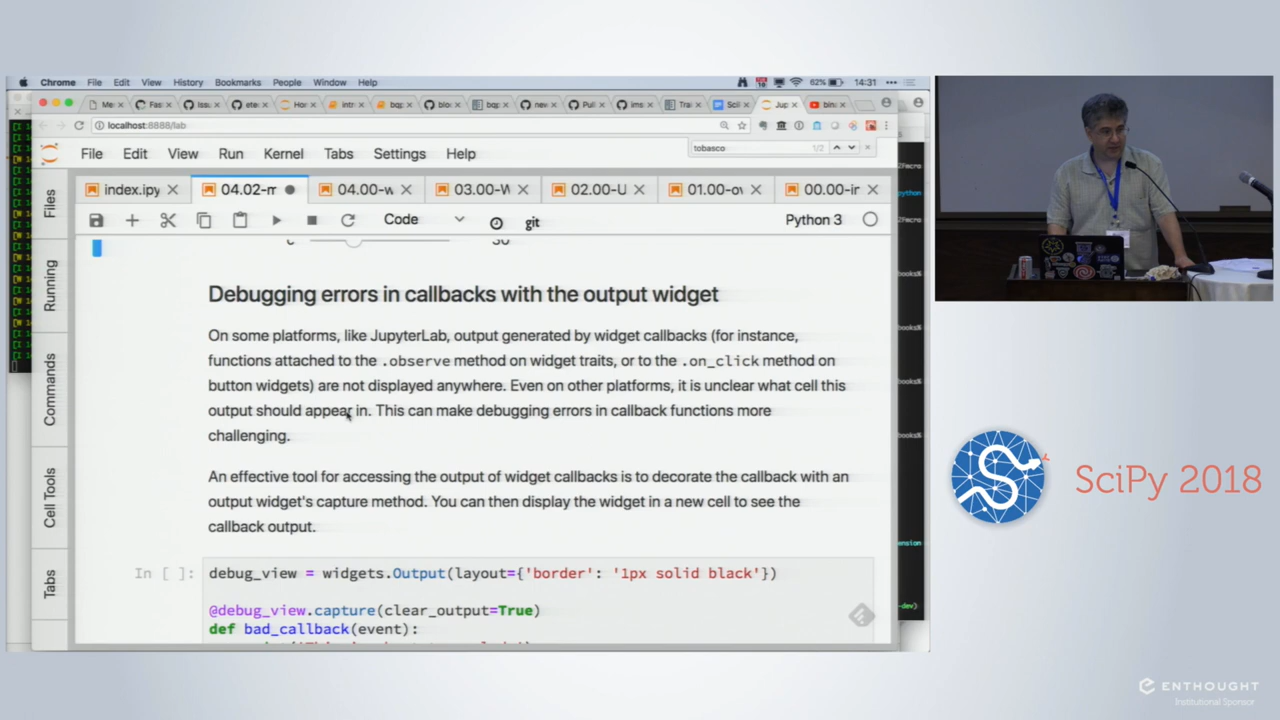 Chrome File Edit View History Bookmarks People Window Help 62% 14:31
localhost:8888/lab
File Edit View Run Kernel Tabs Settings Help
tobasco 1/2
index.ipy 04.02-m 04.00-w 03.00-W 02.00-U 01.00-ov 00.00-ir
Code git Python 3
Files
Running
Commands
Cell Tools
Tabs
Debugging errors in callbacks with the output widget
On some platforms, like JupyterLab, output generated by widget callbacks (for instance,
functions attached to the .observe method on widget traits, or to the .on_click method on
button widgets) are not displayed anywhere. Even on other platforms, it is unclear what cell this
output should appear in. This can make debugging errors in callback functions more
challenging.
An effective tool for accessing the output of widget callbacks is to decorate the callback with an
output widget's capture method. You can then display the widget in a new cell to see the
callback output.
In [ ]: debug_view = widgets.Output(layout={'border': '1px solid black'})
@debug_view.capture(clear_output=True)
def bad_callback(event):
SciPy 2018
ENTHOUGHT
Institutional Sponsor